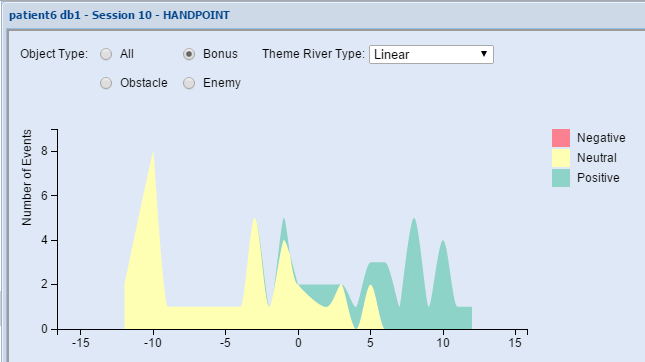 patient6 db1 - Session 10 - HANDPOINT
Object Type: All Bonus Theme River Type: Linear
Obstacle Enemy
Number of Events
8
6
4
2
0
-15 -10 -5 0 5 10 15
Negative
Neutral
Positive